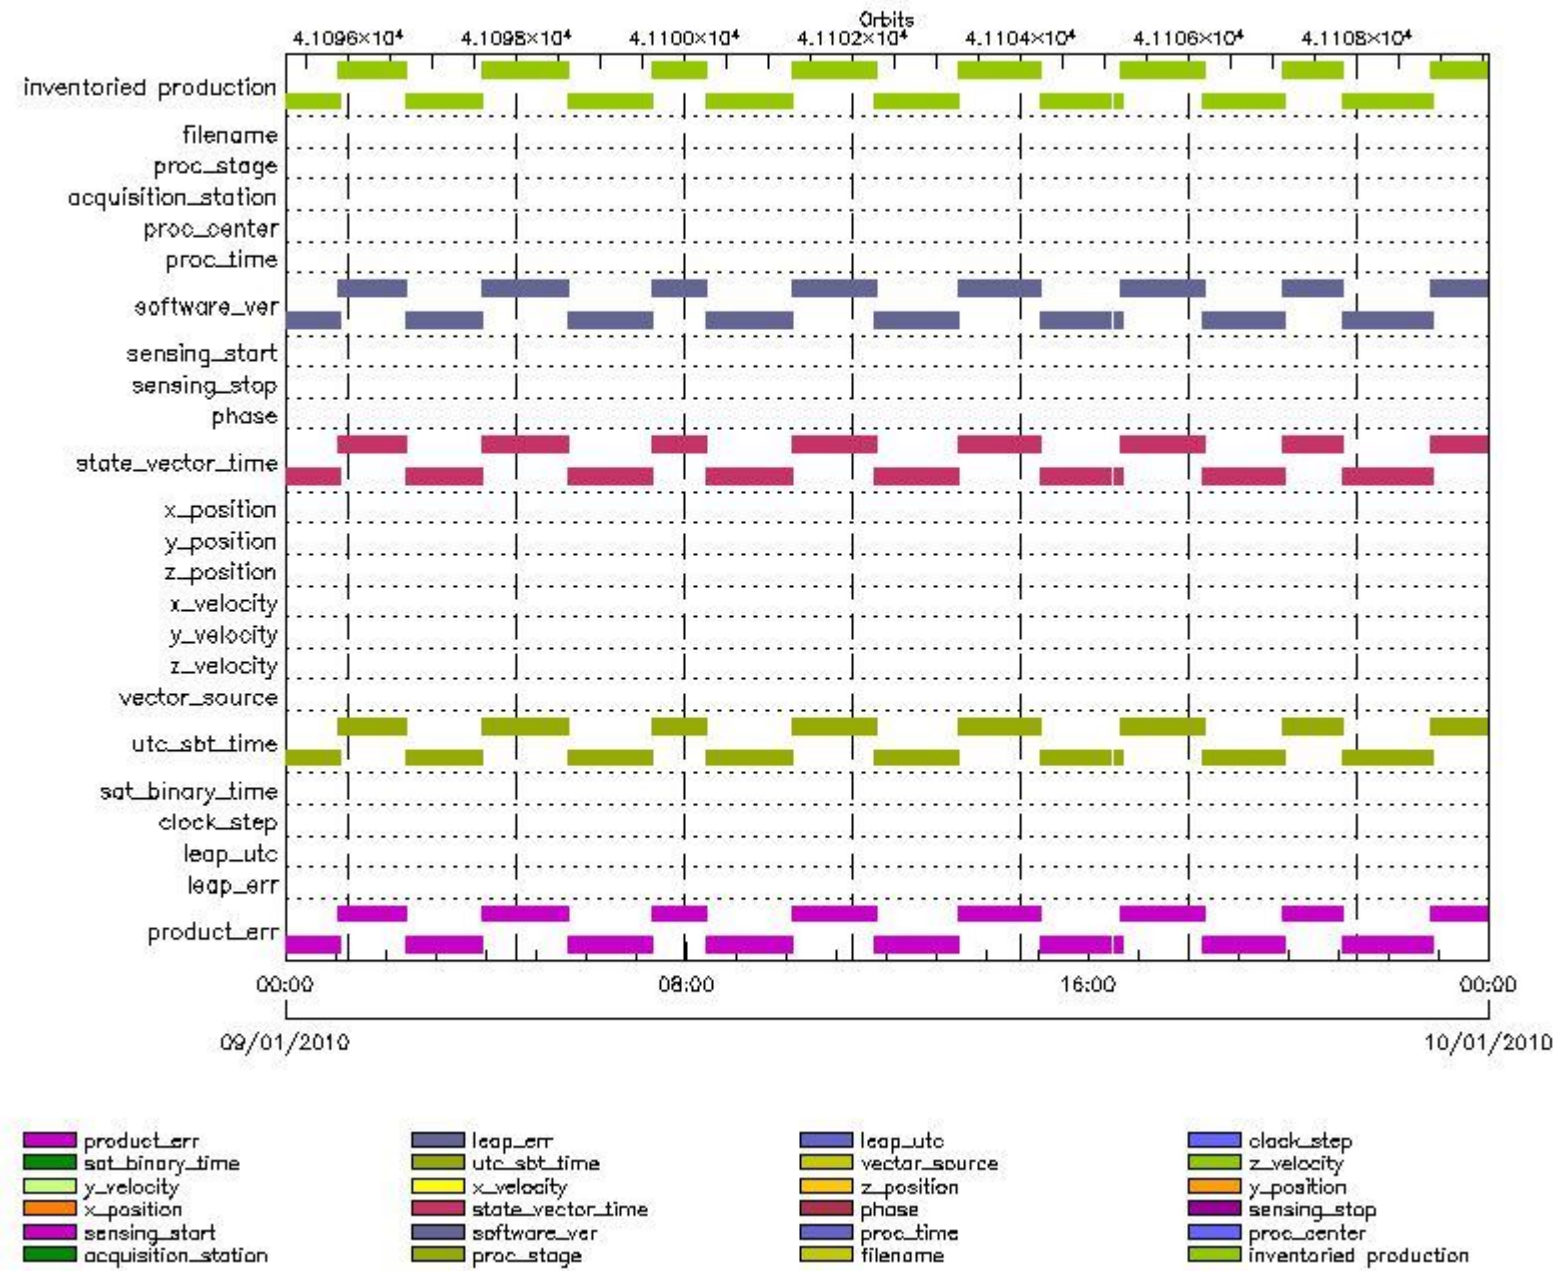 Orbits
4.1096×10⁴ 4.1098×10⁴ 4.1100×10⁴ 4.1102×10⁴ 4.1104×10⁴ 4.1106×10⁴ 4.1108×10⁴
inventoried production
filename
proc_stage
acquisition_station
proc_center
proc_time
software_ver
sensing_start
sensing_stop
phase
state_vector_time
x_position
y_position
z_position
x_velocity
y_velocity
z_velocity
vector_source
utc_sbt_time
sat_binary_time
clock_step
leap_utc
leap_err
product_err
00:00 08:00 16:00 00:00
09/01/2010 10/01/2010
product_err leap_err leap_utc clock_step
sat_binary_time utc_sbt_time vector_source z_velocity
y_velocity x_velocity z_position y_position
x_position state_vector_time phase sensing_stop
sensing_start software_ver proc_time proc_center
acquisition_station proc_stage filename inventoried production